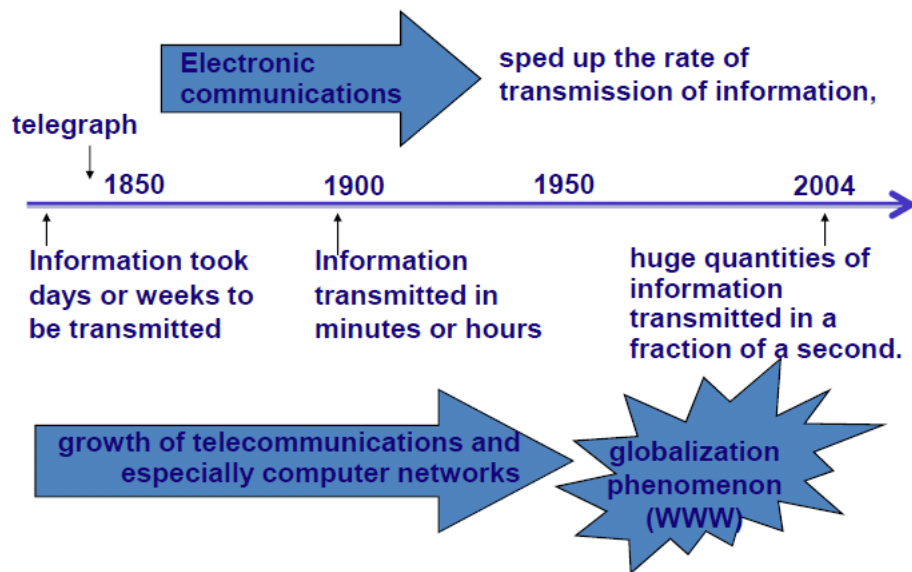 Electronic
communications
sped up the rate of
transmission of information,
telegraph
1850
1900
1950
2004
Information took
days or weeks to
be transmitted
Information
transmitted in
minutes or hours
huge quantities of
information
transmitted in a
fraction of a second.
growth of telecommunications and
especially computer networks
globalization
phenomenon
(WWW)